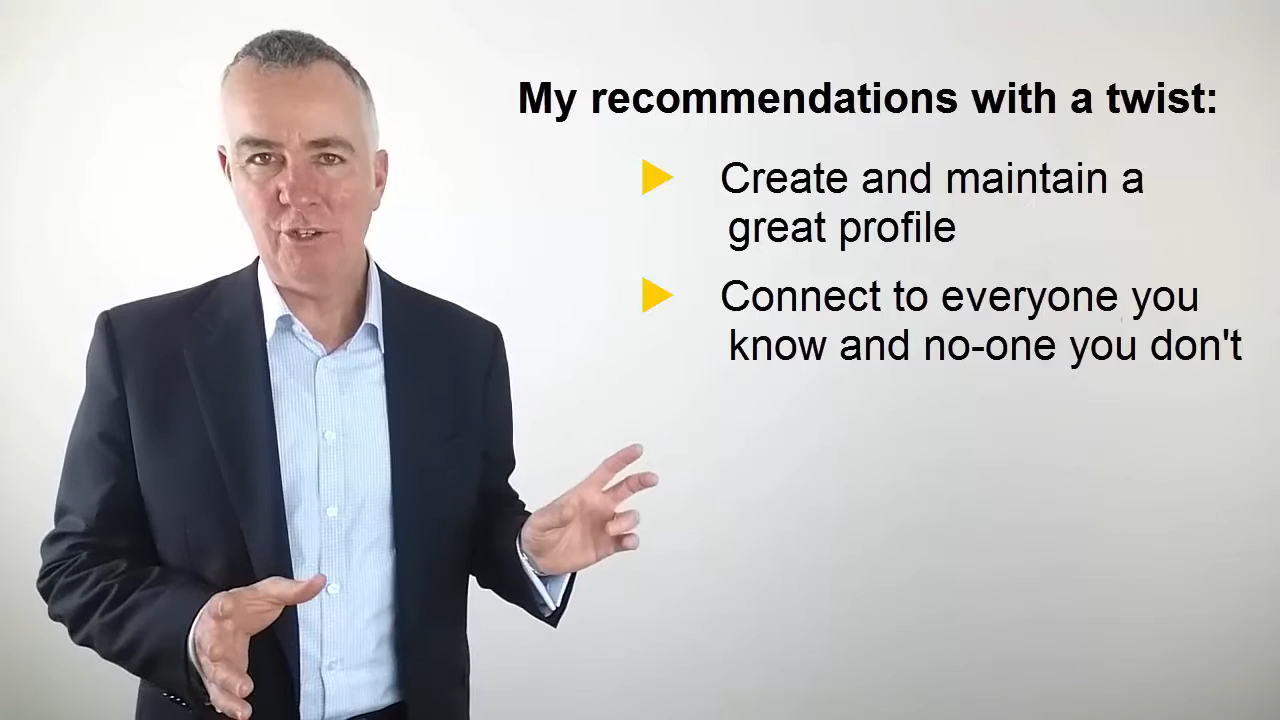 My recommendations with a twist:
Create and maintain a
great profile
Connect to everyone you
know and no-one you don't